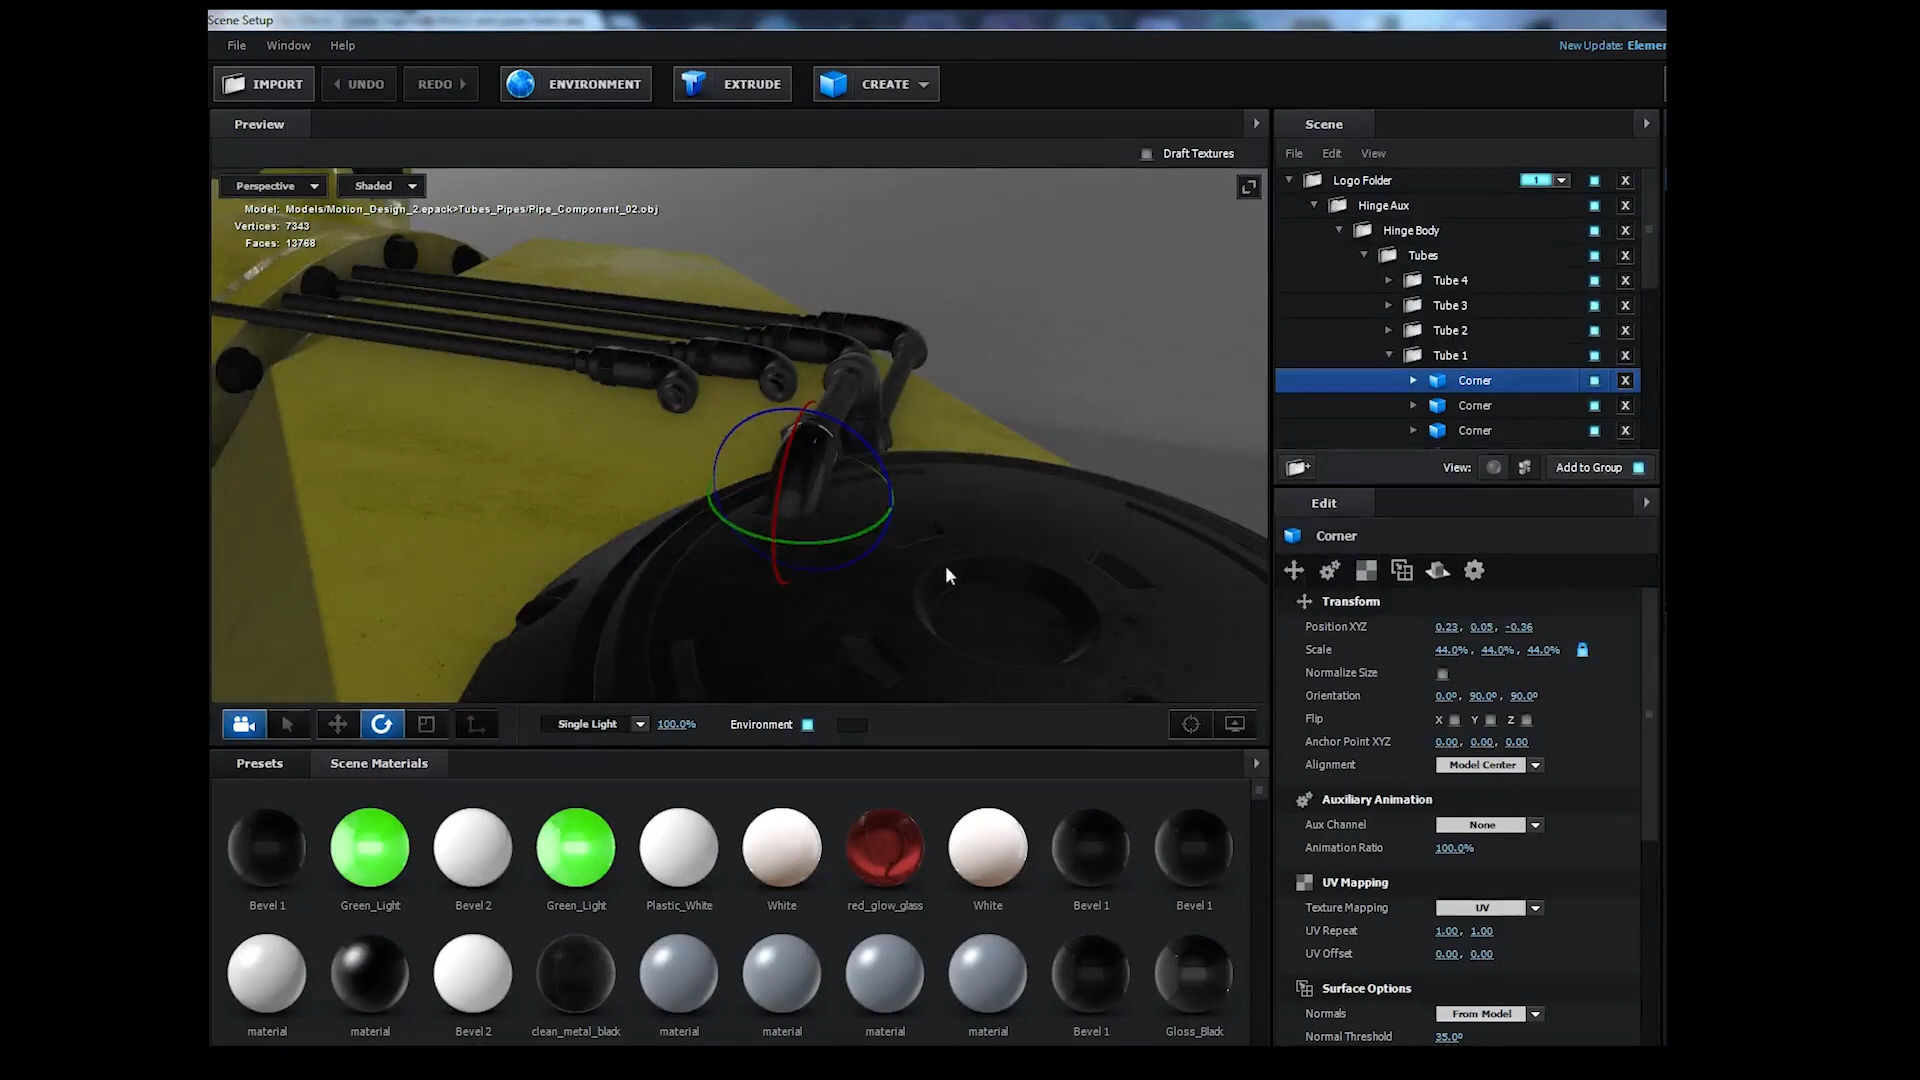 Scene Setup
File Window Help
New Update: Elemer
IMPORT UNDO REDO ENVIRONMENT EXTRUDE CREATE
Preview
Draft Textures
Perspective Shaded
Model: Models/Motion_Design_2.epack>Tubes_Pipes/Pipe_Component_02.obj
Vertices: 7343
Faces: 13768
Single Light 100.0% Environment
Presets Scene Materials
Bevel 1 Green_Light Bevel 2 Green_Light Plastic_White White red_glow_glass White Bevel 1 Bevel 1
material material Bevel 2 clean_metal_black material material material material Bevel 1 Gloss_Black
Scene
File Edit View
Logo Folder 1 X
Hinge Aux X
Hinge Body X
Tubes X
Tube 4 X
Tube 3 X
Tube 2 X
Tube 1 X
Corner X
Corner X
Corner X
View: Add to Group
Edit
Corner
Transform
Position XYZ 0.23, 0.05, -0.36
Scale 44.0%, 44.0%, 44.0%
Normalize Size
Orientation 0.0º, 90.0º, 90.0º
Flip X Y Z
Anchor Point XYZ 0.00, 0.00, 0.00
Alignment Model Center
Auxiliary Animation
Aux Channel None
Animation Ratio 100.0%
UV Mapping
Texture Mapping UV
UV Repeat 1.00, 1.00
UV Offset 0.00, 0.00
Surface Options
Normals From Model
Normal Threshold 35.0º